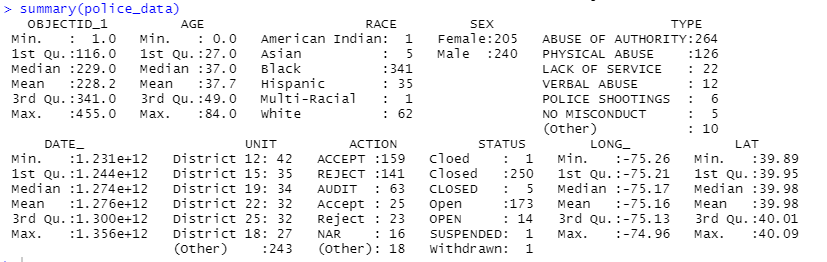 > summary(police_data)
OBJECTID_1 AGE RACE SEX TYPE
Min. : 1.0 Min. : 0.0 American Indian: 1 Female:205 ABUSE OF AUTHORITY:264
1st Qu.:116.0 1st Qu.:27.0 Asian : 5 Male :240 PHYSICAL ABUSE :126
Median :229.0 Median :37.0 Black :341 LACK OF SERVICE : 22
Mean :228.2 Mean :37.7 Hispanic : 35 VERBAL ABUSE : 12
3rd Qu.:341.0 3rd Qu.:49.0 Multi-Racial : 1 POLICE SHOOTINGS : 6
Max. :455.0 Max. :84.0 White : 62 NO MISCONDUCT : 5
(Other) : 10
DATE_ UNIT ACTION STATUS LONG_ LAT
Min. :1.231e+12 District 12: 42 ACCEPT :159 Cloed : 1 Min. :-75.26 Min. :39.89
1st Qu.:1.244e+12 District 15: 35 REJECT :141 Closed :250 1st Qu.:-75.21 1st Qu.:39.95
Median :1.274e+12 District 19: 34 AUDIT : 63 CLOSED : 5 Median :-75.17 Median :39.98
Mean :1.276e+12 District 22: 32 Accept : 25 Open :173 Mean :-75.16 Mean :39.98
3rd Qu.:1.300e+12 District 25: 32 Reject : 23 OPEN : 14 3rd Qu.:-75.13 3rd Qu.:40.01
Max. :1.356e+12 District 18: 27 NAR : 16 SUSPENDED: 1 Max. :-74.96 Max. :40.09
(Other) :243 (Other): 18 Withdrawn: 1